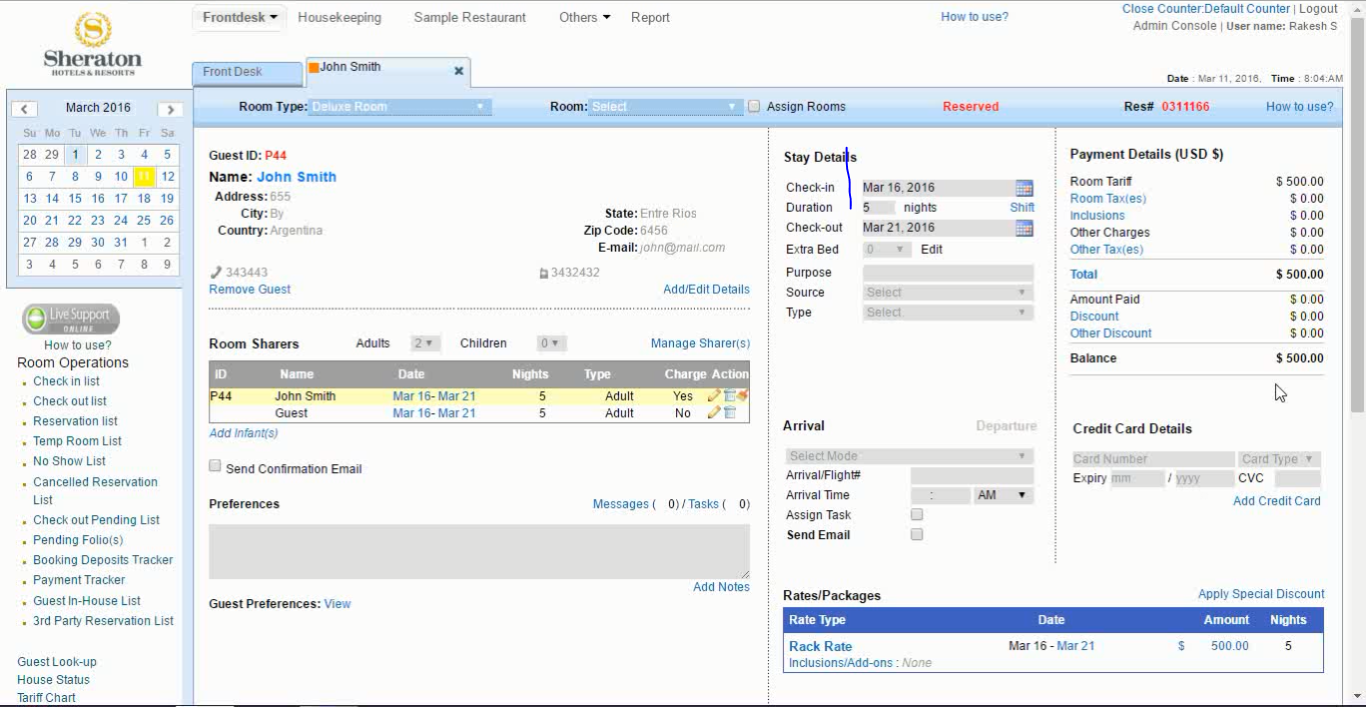 Frontdesk Housekeeping Sample Restaurant Others Report How to use? Close Counter:Default Counter | Logout
Admin Console | User name: Rakesh S
Sheraton
HOTELS & RESORTS
Front Desk John Smith
Date : Mar 11, 2016, Time : 8:04AM
Room Type: Deluxe Room Room: Select Assign Rooms Reserved Res# 0311166 How to use?
March 2016
Su Mo Tu We Th Fr Sa
28 29 1 2 3 4 5
6 7 8 9 10 11 12
13 14 15 16 17 18 19
20 21 22 23 24 25 26
27 28 29 30 31 1 2
3 4 5 6 7 8 9
Live Support
ONLINE
How to use?
Room Operations
Check in list
Check out list
Reservation list
Temp Room List
No Show List
Cancelled Reservation
List
Check out Pending List
Pending Folio(s)
Booking Deposits Tracker
Payment Tracker
Guest In-House List
3rd Party Reservation List
Guest Look-up
House Status
Tariff Chart
Guest ID: P44
Name: John Smith
Address: 655
City: By State: Entre Rios
Country: Argentina Zip Code: 6456
E-mail: john@mail.com
343443 3432432
Remove Guest Add/Edit Details
Room Sharers Adults 2 Children 0 Manage Sharer(s)
ID Name Date Nights Type Charge Action
P44 John Smith Mar 16- Mar 21 5 Adult Yes
Guest Mar 16- Mar 21 5 Adult No
Add Infant(s)
Send Confirmation Email
Preferences Messages ( 0) / Tasks ( 0)
Add Notes
Guest Preferences: View
Stay Details
Check-in Mar 16, 2016
Duration 5 nights Shift
Check-out Mar 21, 2016
Extra Bed 0 Edit
Purpose
Source Select
Type Select
Arrival Departure
Select Mode
Arrival/Flight#
Arrival Time : AM
Assign Task
Send Email
Payment Details (USD $)
Room Tariff $ 500.00
Room Tax(es) $ 0.00
Inclusions $ 0.00
Other Charges $ 0.00
Other Tax(es) $ 0.00
Total $ 500.00
Amount Paid $ 0.00
Discount $ 0.00
Other Discount $ 0.00
Balance $ 500.00
Credit Card Details
Card Number Card Type
Expiry mm / yyyy CVC
Add Credit Card
Rates/Packages Apply Special Discount
Rate Type Date Amount Nights
Rack Rate Mar 16 - Mar 21 $ 500.00 5
Inclusions/Add-ons : None